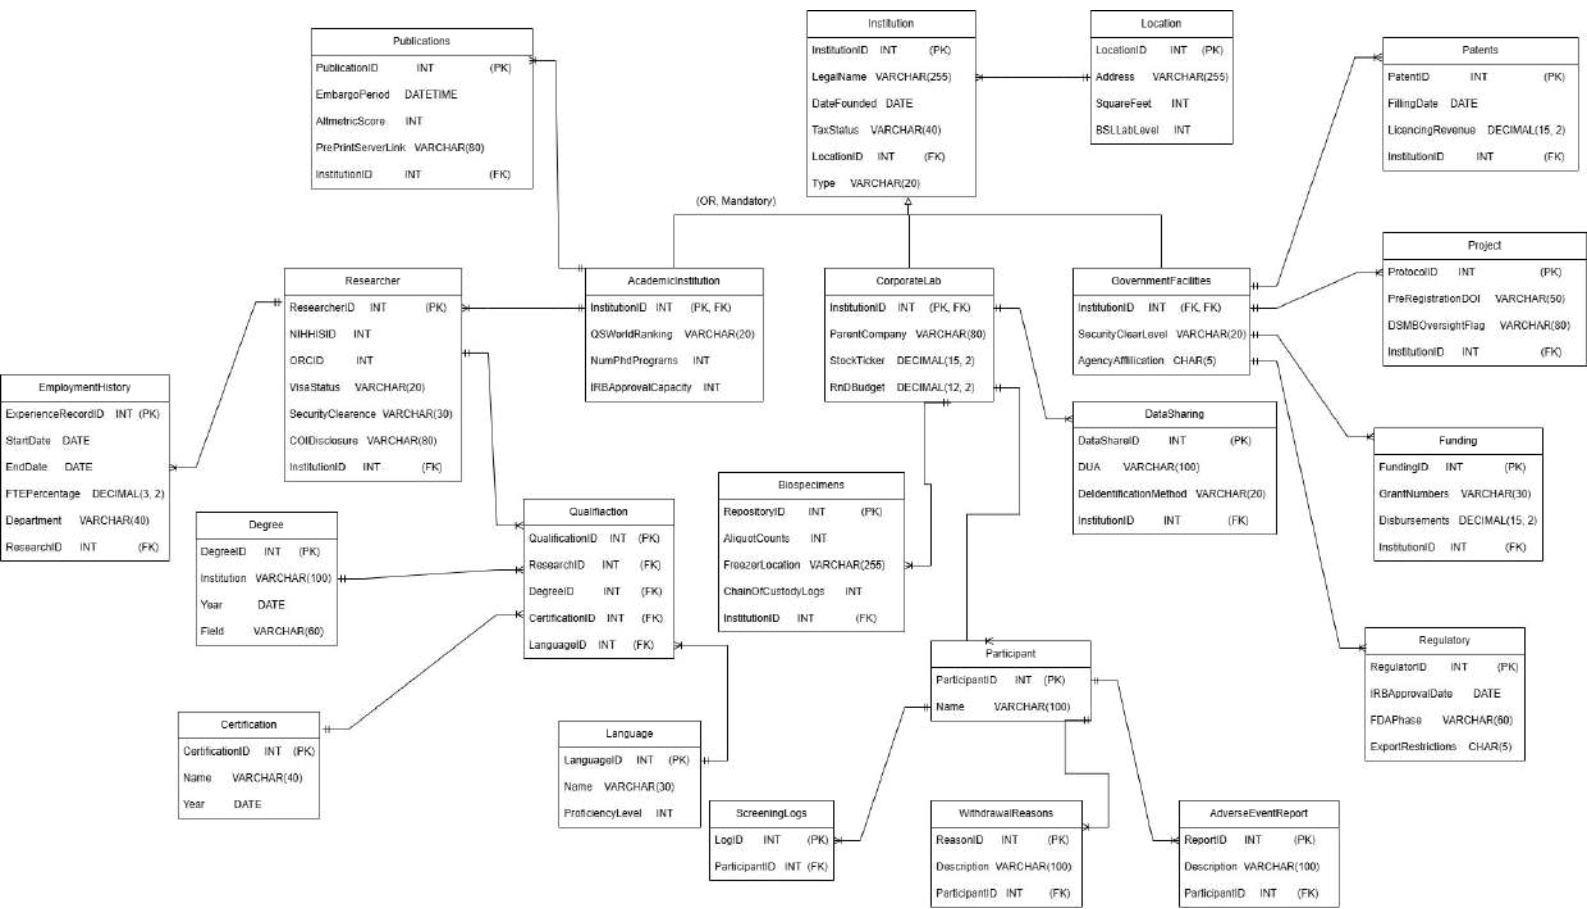 Institution
InstitutionID INT (PK)
LegalName VARCHAR(255)
DateFounded DATE
TaxStatus VARCHAR(40)
LocationID INT (FK)
Type VARCHAR(20)
Location
LocationID INT (PK)
Address VARCHAR(255)
SquareFeet INT
BSLLabLevel INT
Publications
PublicationID INT (PK)
EmbargoPeriod DATETIME
AltmetricScore INT
PrePrintServerLink VARCHAR(80)
InstitutionID INT (FK)
Patents
PatentID INT (PK)
FillingDate DATE
LicencingRevenue DECIMAL(15, 2)
InstitutionID INT (FK)
(OR, Mandatory)
Project
ProtocolID INT (PK)
PreRegistrationDOI VARCHAR(50)
DSMBOversightFlag VARCHAR(80)
InstitutionID INT (FK)
Researcher
ResearcherID INT (PK)
NIHHISID INT
ORCID INT
VisaStatus VARCHAR(20)
SecurityClearence VARCHAR(30)
COIDisclosure VARCHAR(80)
InstitutionID INT (FK)
AcademicInstitution
InstitutionID INT (PK, FK)
QSWorldRanking VARCHAR(20)
NumPhdPrograms INT
IRBApprovalCapacity INT
CorporateLab
InstitutionID INT (PK, FK)
ParentCompany VARCHAR(80)
StockTicker DECIMAL(15, 2)
RnDBudget DECIMAL(12, 2)
GovernmentFacilities
InstitutionID INT (FK, FK)
SecurityClearLevel VARCHAR(20)
AgencyAffilication CHAR(5)
EmploymentHistory
ExperienceRecordID INT (PK)
StartDate DATE
EndDate DATE
FTEPercentage DECIMAL(3, 2)
Department VARCHAR(40)
ResearchID INT (FK)
DataSharing
DataShareID INT (PK)
DUA VARCHAR(100)
DeIdentificationMethod VARCHAR(20)
InstitutionID INT (FK)
Funding
FundingID INT (PK)
GrantNumbers VARCHAR(30)
Disbursements DECIMAL(15, 2)
InstitutionID INT (FK)
Biospecimens
RepositoryID INT (PK)
AliquotCounts INT
FreezerLocation VARCHAR(255)
ChainOfCustodyLogs INT
InstitutionID INT (FK)
Qualifiaction
QualificationID INT (PK)
ResearchID INT (FK)
DegreeID INT (FK)
CertificationID INT (FK)
LanguageID INT (FK)
Degree
DegreeID INT (PK)
Institution VARCHAR(100)
Year DATE
Field VARCHAR(60)
Regulatory
RegulatorID INT (PK)
IRBApprovalDate DATE
FDAPhase VARCHAR(60)
ExportRestrictions CHAR(5)
Participant
ParticipantID INT (PK)
Name VARCHAR(100)
Certification
CertificationID INT (PK)
Name VARCHAR(40)
Year DATE
Language
LanguageID INT (PK)
Name VARCHAR(30)
ProficiencyLevel INT
ScreeningLogs
LogID INT (PK)
ParticipantID INT (FK)
WithdrawalReasons
ReasonID INT (PK)
Description VARCHAR(100)
ParticipantID INT (FK)
AdverseEventReport
ReportID INT (PK)
Description VARCHAR(100)
ParticipantID INT (FK)